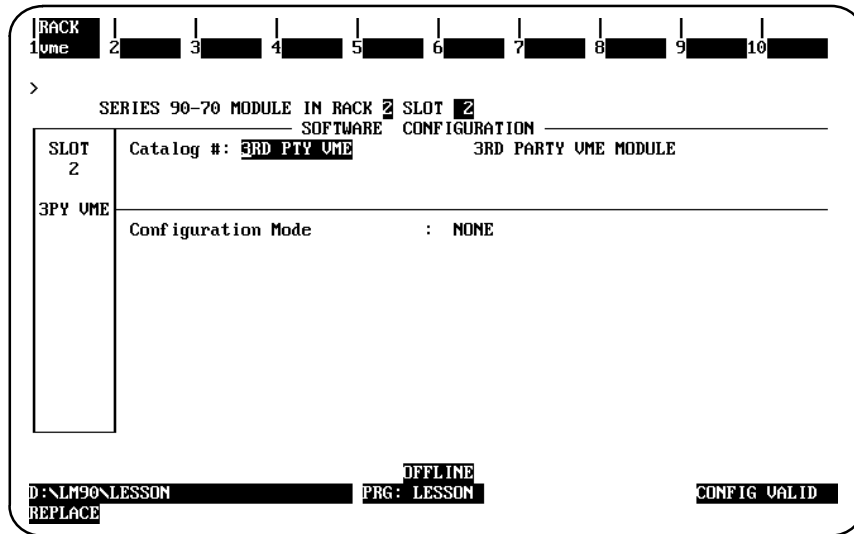 RACK
1vme 2 3 4 5 6 7 8 9 10
>
SERIES 90-70 MODULE IN RACK 2 SLOT 2
SOFTWARE CONFIGURATION
SLOT Catalog #: 3RD PTY VME 3RD PARTY VME MODULE
2
3PY VME
Configuration Mode : NONE
OFFLINE
D:\LM90\LESSON PRG: LESSON CONFIG VALID
REPLACE